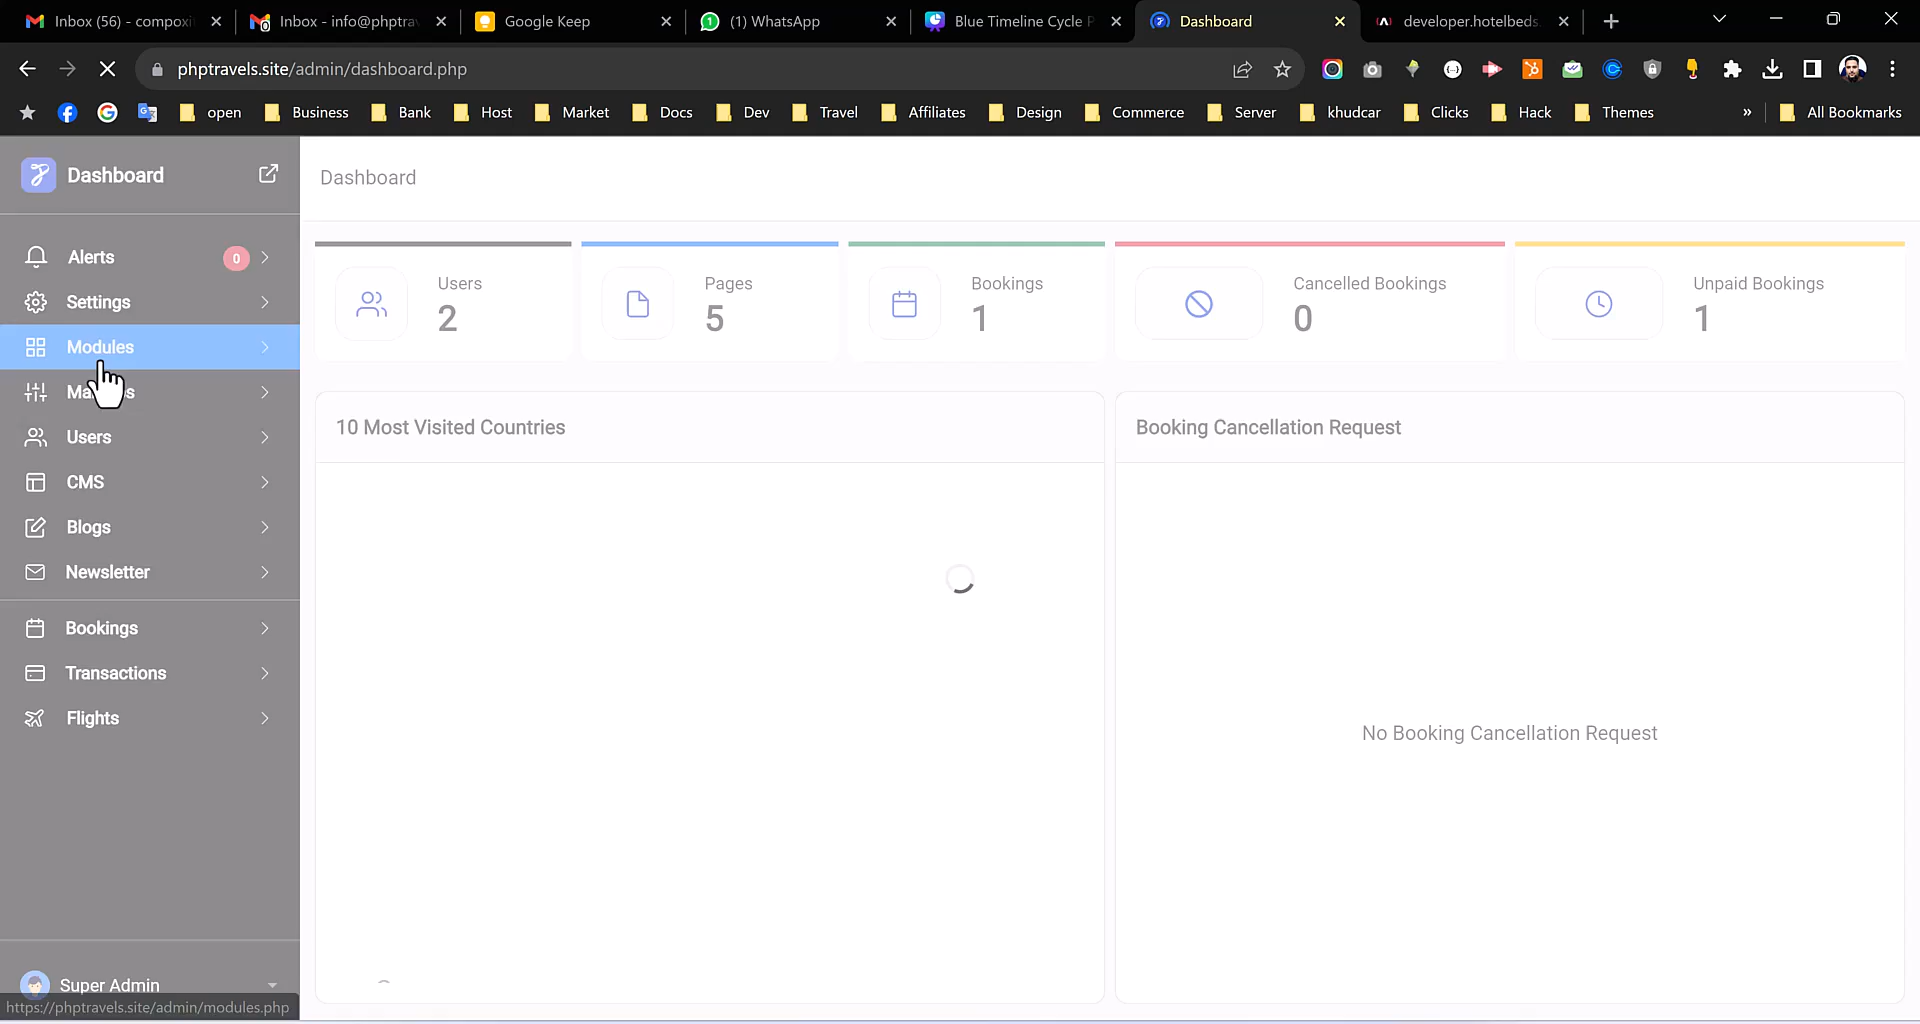 Inbox (56) - compoxi
Inbox - info@phptra
Google Keep
(1) WhatsApp
Blue Timeline Cycle P
Dashboard
developer.hotelbeds.
phptravels.site/admin/dashboard.php
open
Business
Bank
Host
Market
Docs
Dev
Travel
Affiliates
Design
Commerce
Server
khudcar
Clicks
Hack
Themes
»
All Bookmarks
Dashboard
Alerts
0
Settings
Modules
Users
CMS
Blogs
Newsletter
Bookings
Transactions
Flights
Super Admin
https://phptravels.site/admin/modules.php
Dashboard
Users
2
Pages
5
Bookings
1
Cancelled Bookings
0
Unpaid Bookings
1
10 Most Visited Countries
Booking Cancellation Request
No Booking Cancellation Request